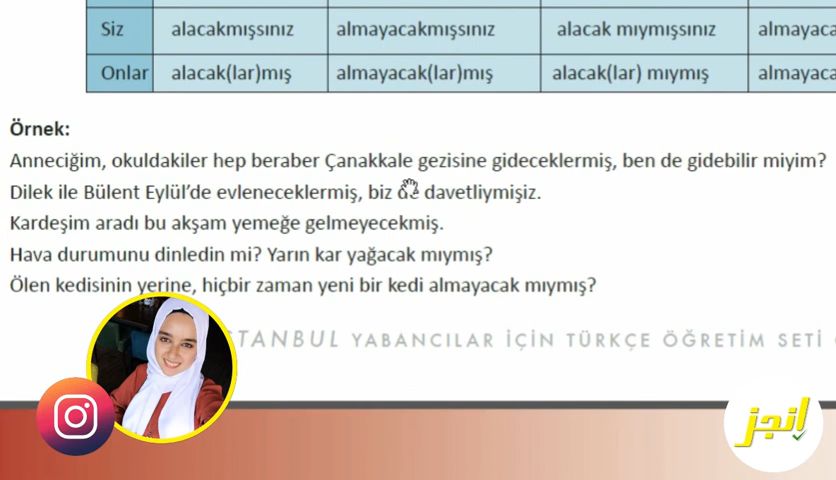 Siz alacakmışsınız almayacakmışsınız alacak mıymışsınız
Onlar alacak(lar)mış almayacak(lar)mış alacak(lar) mıymış
Örnek:
Anneciğim, okuldakiler hep beraber Çanakkale gezisine gideceklermiş, ben de gidebilir miyim?
Dilek ile Bülent Eylül’de evleneceklermiş, biz de davetliymişiz.
Kardeşim aradı bu akşam yemeğe gelmeyecekmiş.
Hava durumunu dinledin mi? Yarın kar yağacak mıymış?
Ölen kedisinin yerine, hiçbir zaman yeni bir kedi almayacak mıymış?
YABANCILAR İÇİN TÜRKÇE ÖĞRETİM SETİ
انجز